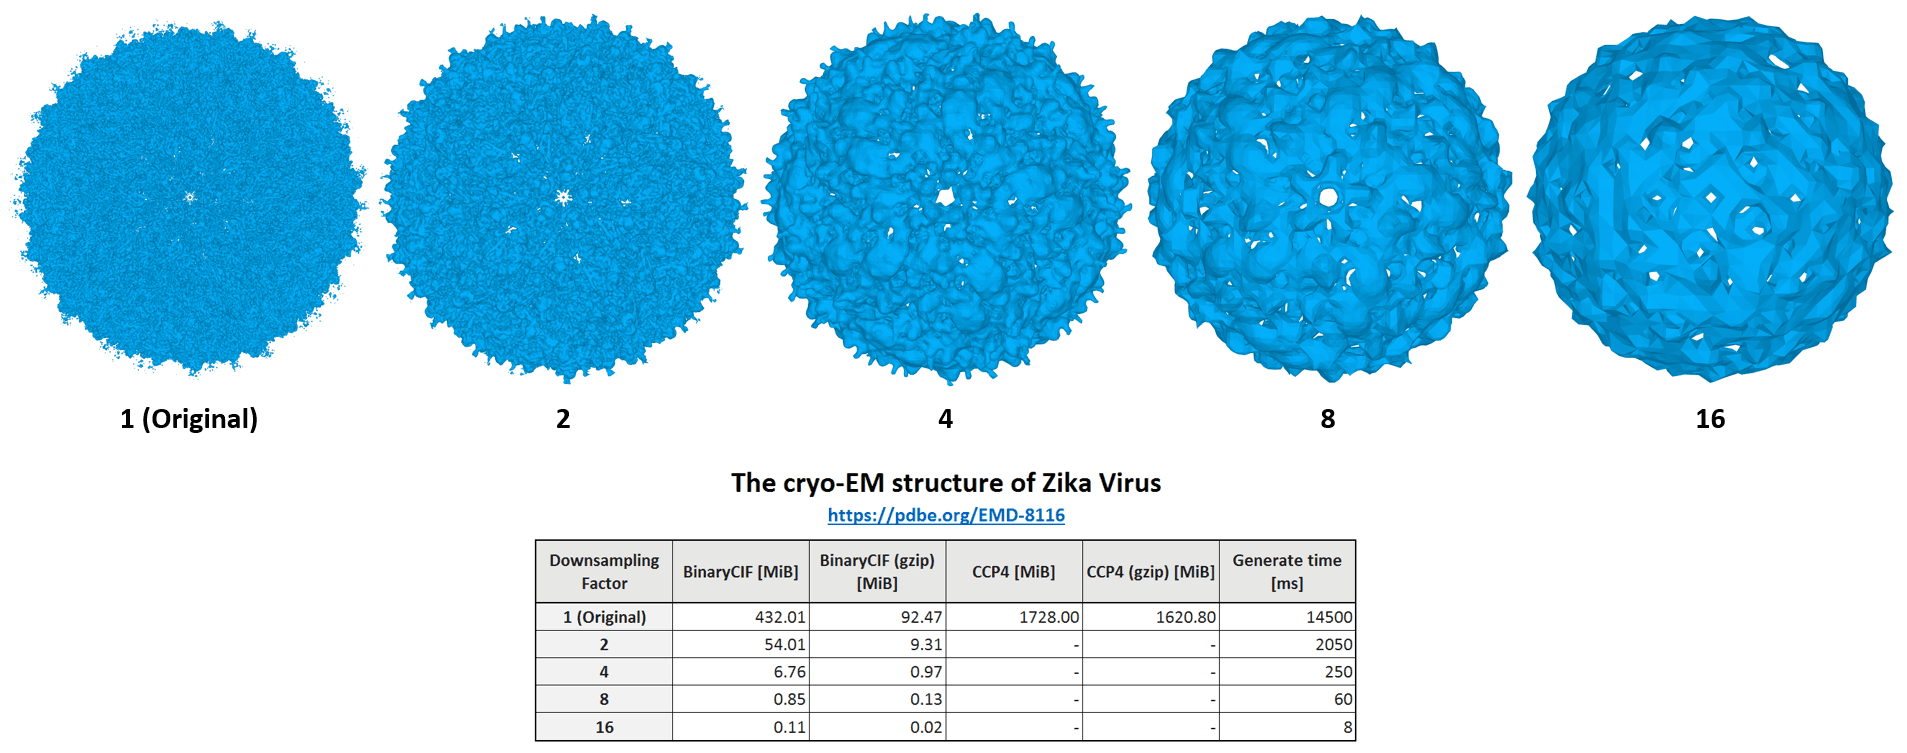 1 (Original) 2 4 8 16
The cryo-EM structure of Zika Virus
https://pdbe.org/EMD-8116
Downsampling Factor BinaryCIF [MiB] BinaryCIF (gzip) [MiB] CCP4 [MiB] CCP4 (gzip) [MiB] Generate time [ms]
1 (Original) 432.01 92.47 1728.00 1620.80 14500
2 54.01 9.31 - - 2050
4 6.76 0.97 - - 250
8 0.85 0.13 - - 60
16 0.11 0.02 - - 8